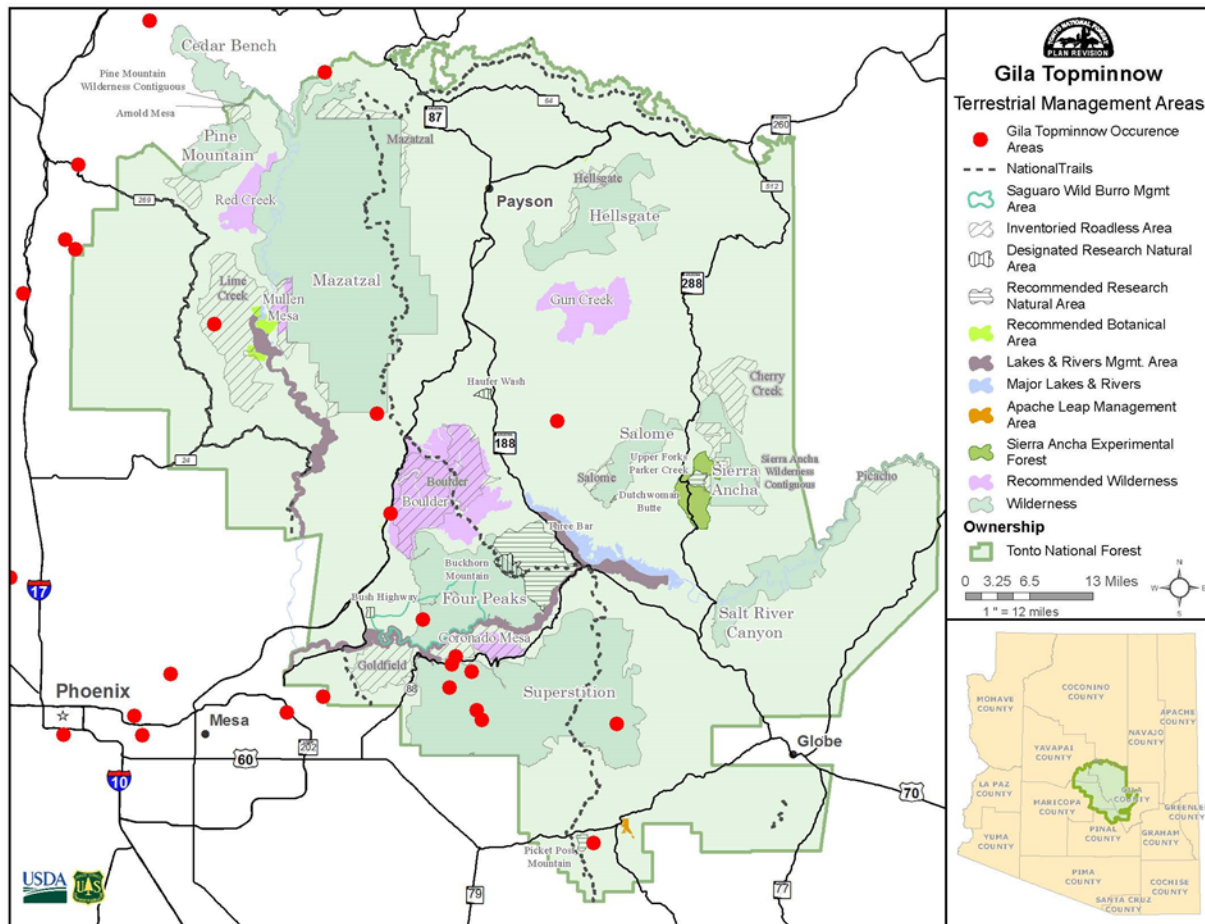 Cedar Bench
Pine Mountain
Wilderness Contiguous
Arnold Mesa
Pine
Mountain
Red Creek
269
Mazatzal
87
64
260
512
Payson
Hellsgate
Hellsgate
Mazatzal
Lime
Creek
Mullen
Mesa
Gun Creek
288
Haufer Wash
188
Cherry
Creek
24
Salome
Upper Forks
Parker Creek
Salome
Sierra
Ancha
Sierra Ancha
Wilderness
Contiguous
Dutchwoman
Butte
Picacho
Boulder
Boulder
Three Bar
Buckhorn
Mountain
Bush Highway
Four Peaks
Salt River
Canyon
17
Coronado Mesa
Goldfield
88
Superstition
Phoenix
Mesa
202
60
10
Globe
70
Picket Post
Mountain
79
77
USDA
U S
TONTO NATIONAL FOREST
PLAN REVISION
Gila Topminnow
Terrestrial Management Areas
Gila Topminnow Occurence
Areas
NationalTrails
Saguaro Wild Burro Mgmt
Area
Inventoried Roadless Area
Designated Research Natural
Area
Recommended Research
Natural Area
Recommended Botanical
Area
Lakes & Rivers Mgmt. Area
Major Lakes & Rivers
Apache Leap Management
Area
Sierra Ancha Experimental
Forest
Recommended Wilderness
Wilderness
Ownership
Tonto National Forest
0 3.25 6.5 13 Miles
1 " = 12 miles
N
W E
S
MOHAVE
COUNTY
COCONINO
COUNTY
APACHE
COUNTY
NAVAJO
COUNTY
YAVAPAI
COUNTY
LA PAZ
COUNTY
GILA
COUNTY
MARICOPA
COUNTY
GREENLEE
COUNTY
PINAL
COUNTY
GRAHAM
COUNTY
YUMA
COUNTY
PIMA
COUNTY
COCHISE
COUNTY
SANTA CRUZ
COUNTY